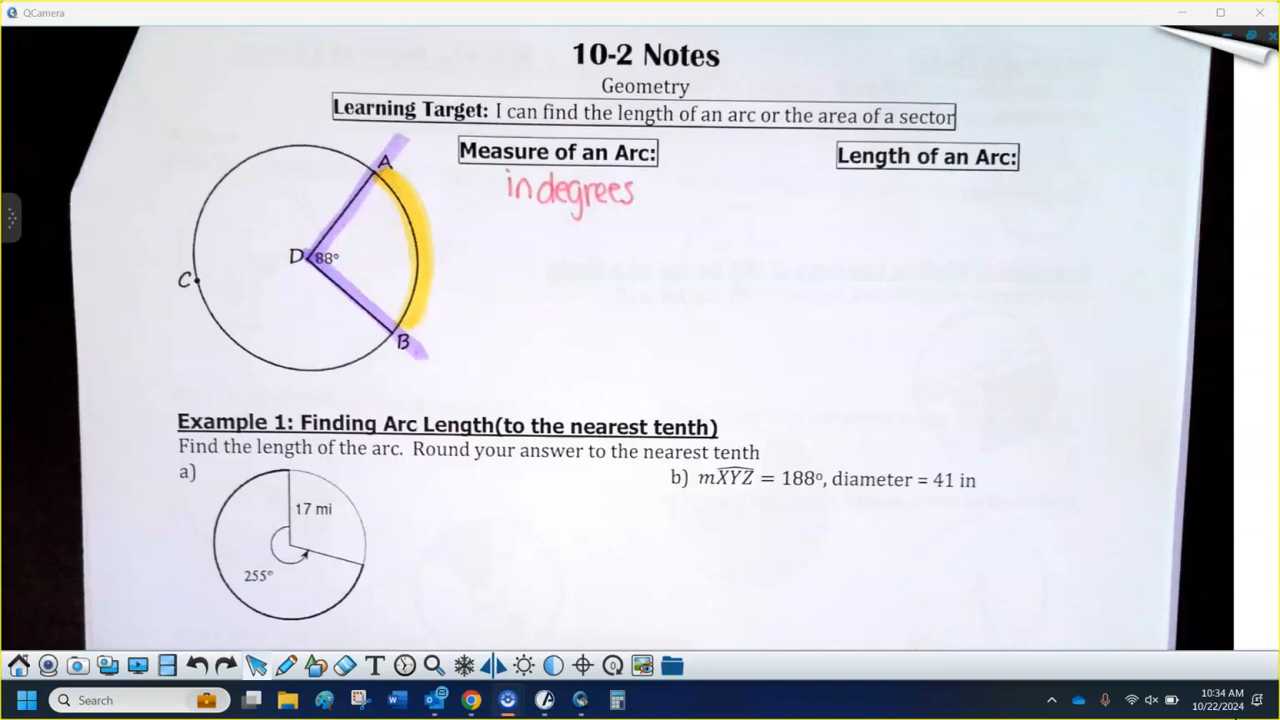 QCamera
10-2 Notes
Geometry
Learning Target: I can find the length of an arc or the area of a sector
Measure of an Arc:
Length of an Arc:
in degrees
A
D 88°
C
B
Example 1: Finding Arc Length(to the nearest tenth)
Find the length of the arc. Round your answer to the nearest tenth
a)
b) m⌢XYZ = 188°, diameter = 41 in
17 mi
255°
Search
10:34 AM
10/22/2024